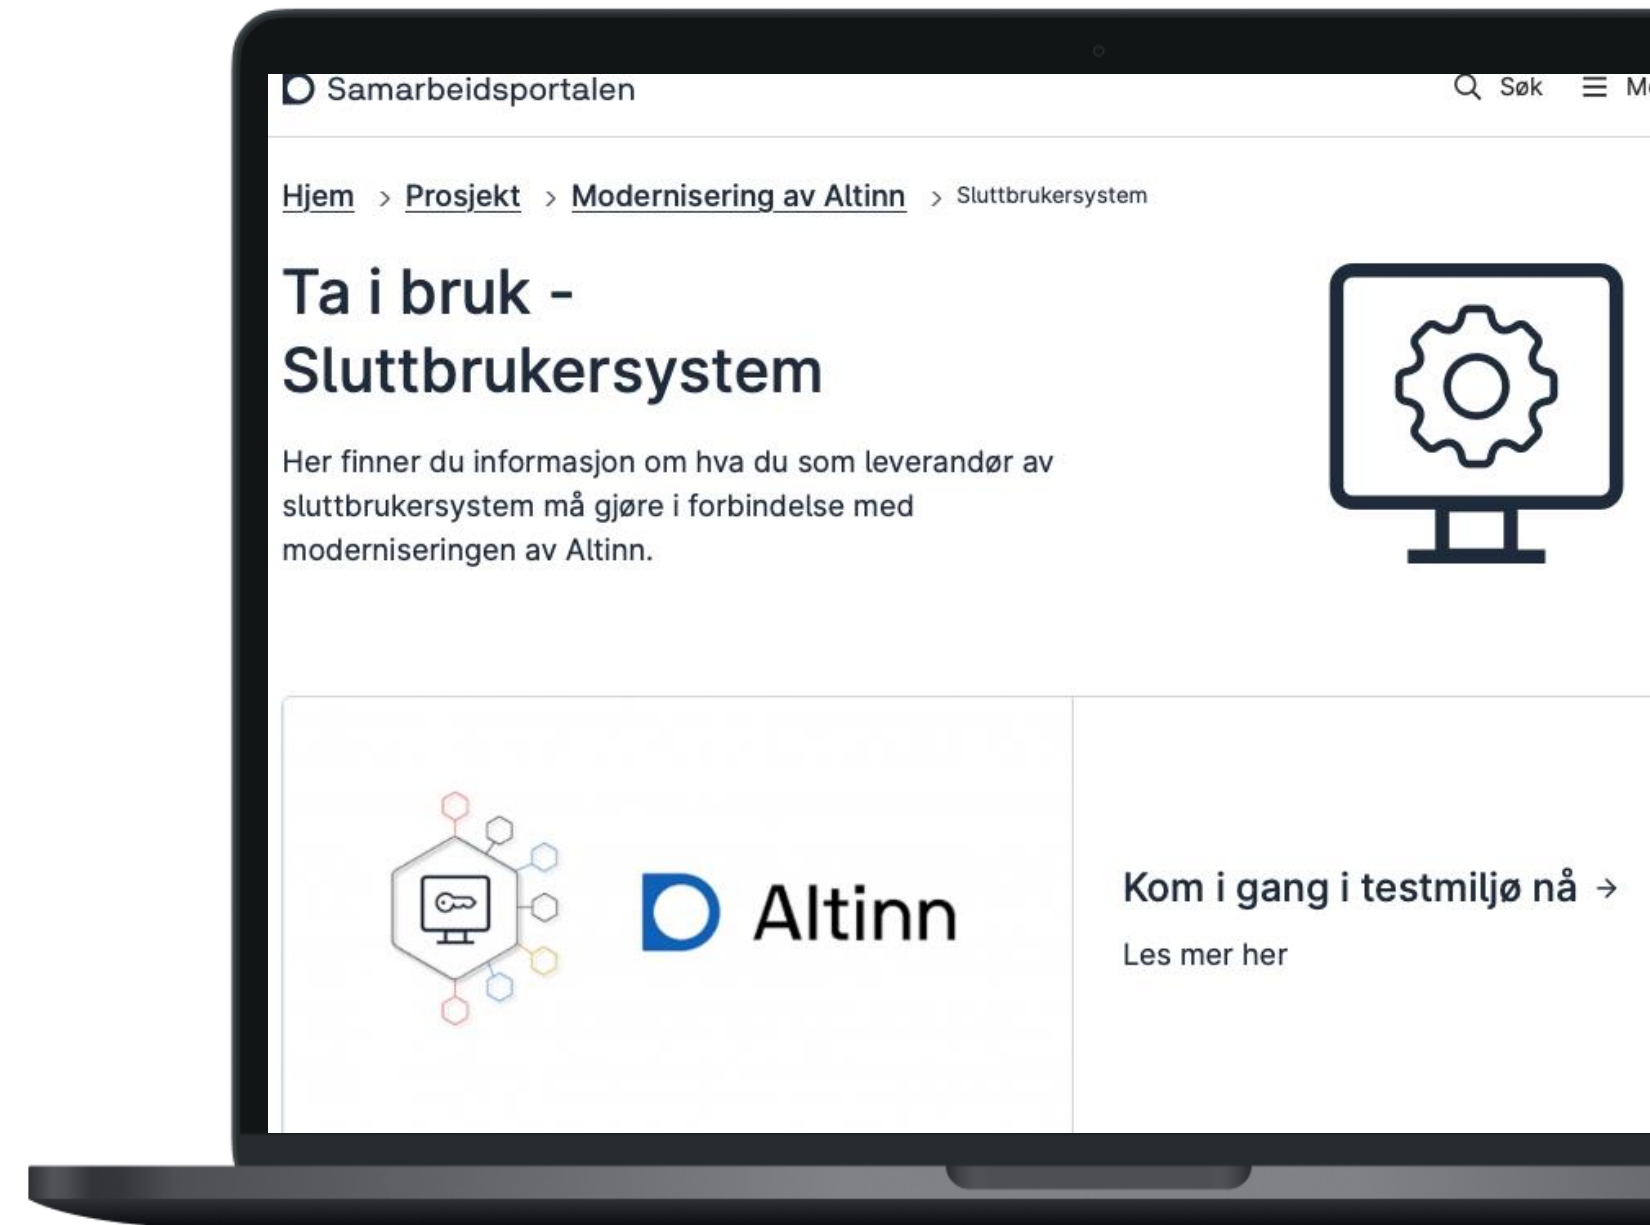 Samarbeidsportalen
Søk
Hjem > Prosjekt > Modernisering av Altinn > Sluttbrukersystem
Ta i bruk -
Sluttbrukersystem
Her finner du informasjon om hva du som leverandør av
sluttbrukersystem må gjøre i forbindelse med
moderniseringen av Altinn.
Altinn
Kom i gang i testmiljø nå →
Les mer her